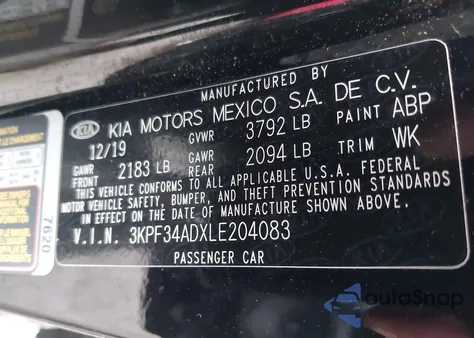 MANUFACTURED BY
KIA KIA MOTORS MEXICO S.A. DE C.V.
12/19 GVWR 3792 LB PAINT ABP
GAWR FRONT 2183 LB GAWR REAR 2094 LB TRIM WK
THIS VEHICLE CONFORMS TO ALL APPLICABLE U.S.A. FEDERAL
MOTOR VEHICLE SAFETY, BUMPER, AND THEFT PREVENTION STANDARDS
IN EFFECT ON THE DATE OF MANUFACTURE SHOWN ABOVE.
V.I.N. 3KPF34ADXLE204083
PASSENGER CAR
7620
autoSnap